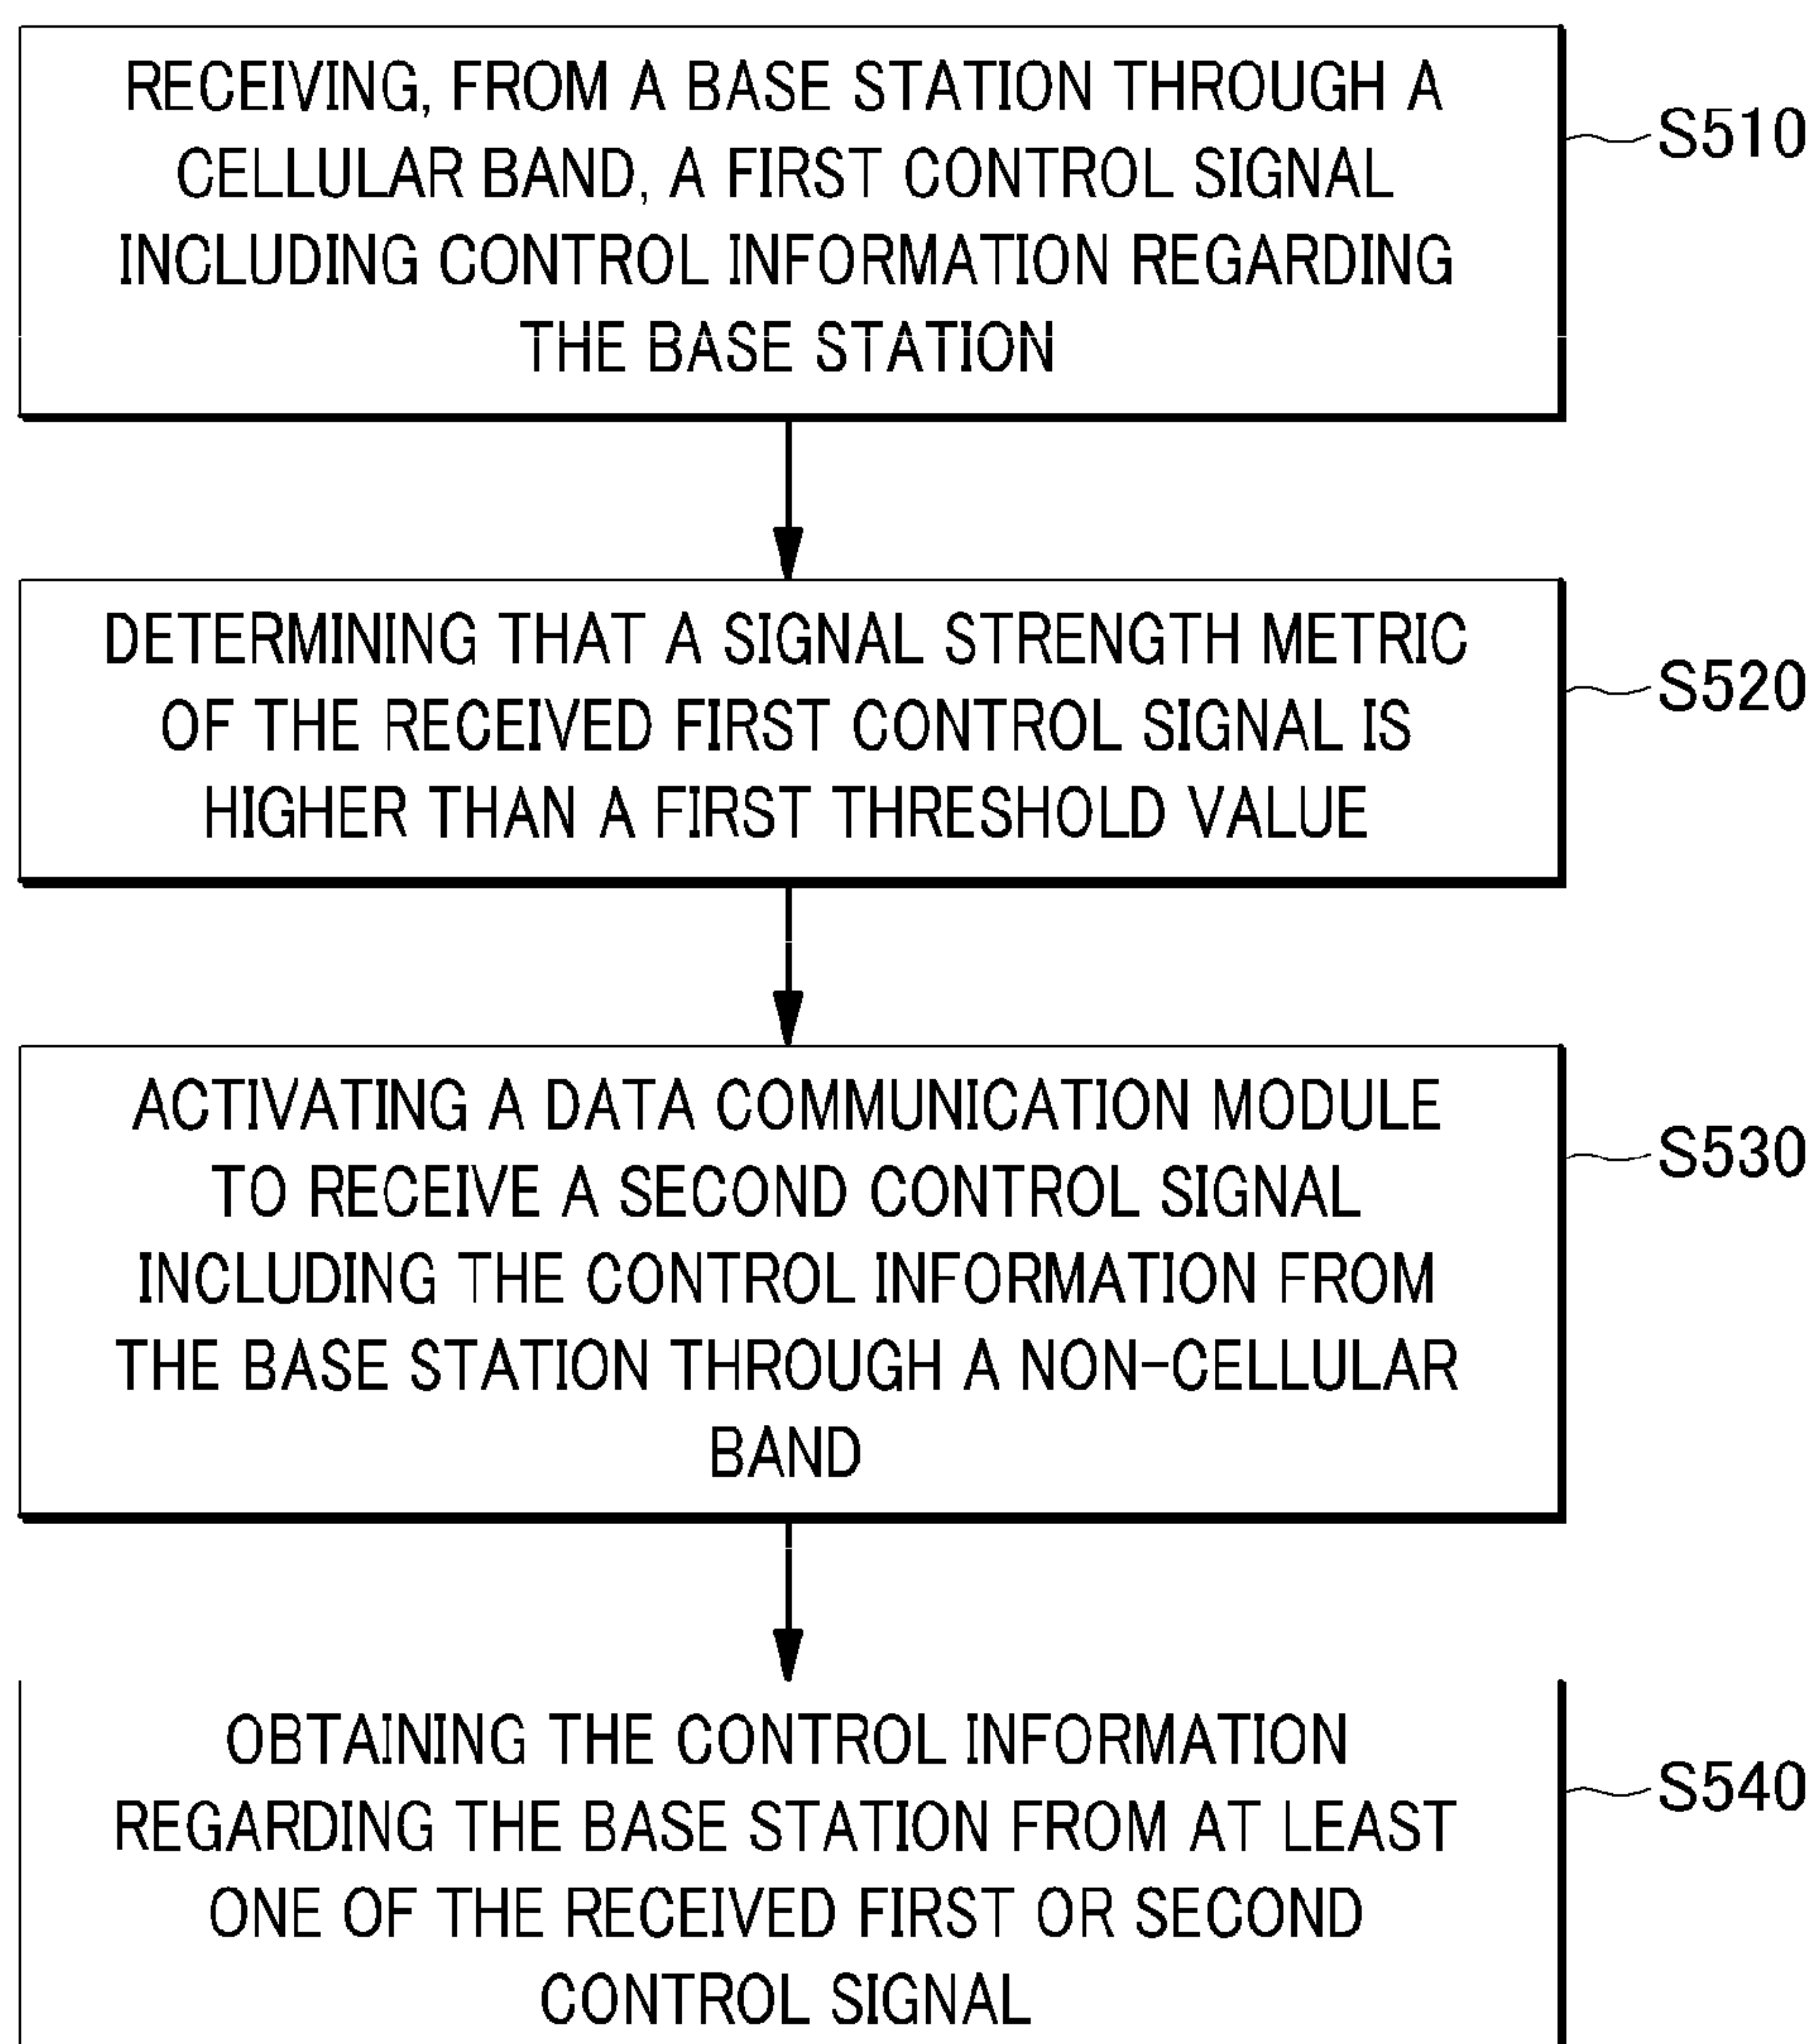 RECEIVING, FROM A BASE STATION THROUGH A
CELLULAR BAND, A FIRST CONTROL SIGNAL
INCLUDING CONTROL INFORMATION REGARDING
THE BASE STATION
S510
DETERMINING THAT A SIGNAL STRENGTH METRIC
OF THE RECEIVED FIRST CONTROL SIGNAL IS
HIGHER THAN A FIRST THRESHOLD VALUE
S520
ACTIVATING A DATA COMMUNICATION MODULE
TO RECEIVE A SECOND CONTROL SIGNAL
INCLUDING THE CONTROL INFORMATION FROM
THE BASE STATION THROUGH A NON-CELLULAR
BAND
S530
OBTAINING THE CONTROL INFORMATION
REGARDING THE BASE STATION FROM AT LEAST
ONE OF THE RECEIVED FIRST OR SECOND
CONTROL SIGNAL
S540